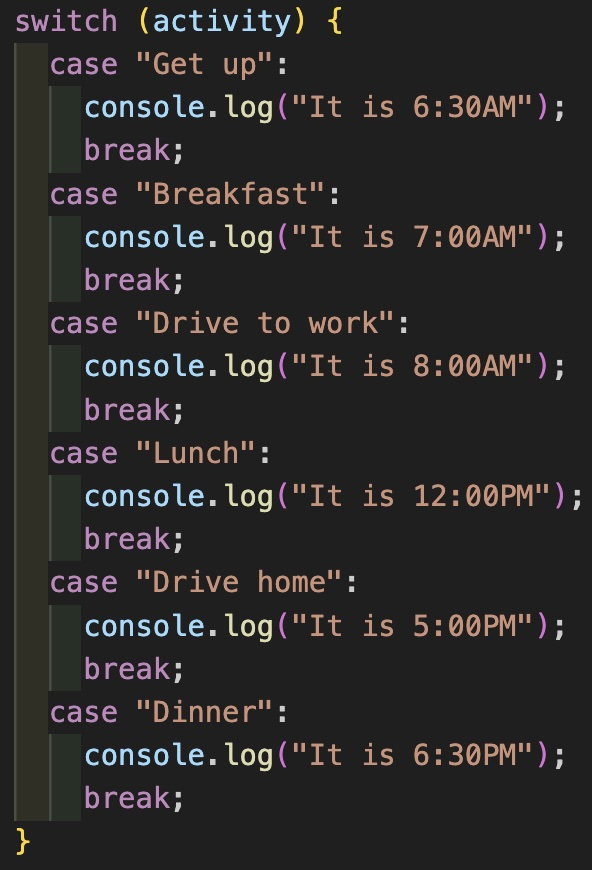 switch (activity) {
  case "Get up":
    console.log("It is 6:30AM");
    break;
  case "Breakfast":
    console.log("It is 7:00AM");
    break;
  case "Drive to work":
    console.log("It is 8:00AM");
    break;
  case "Lunch":
    console.log("It is 12:00PM");
    break;
  case "Drive home":
    console.log("It is 5:00PM");
    break;
  case "Dinner":
    console.log("It is 6:30PM");
    break;
}